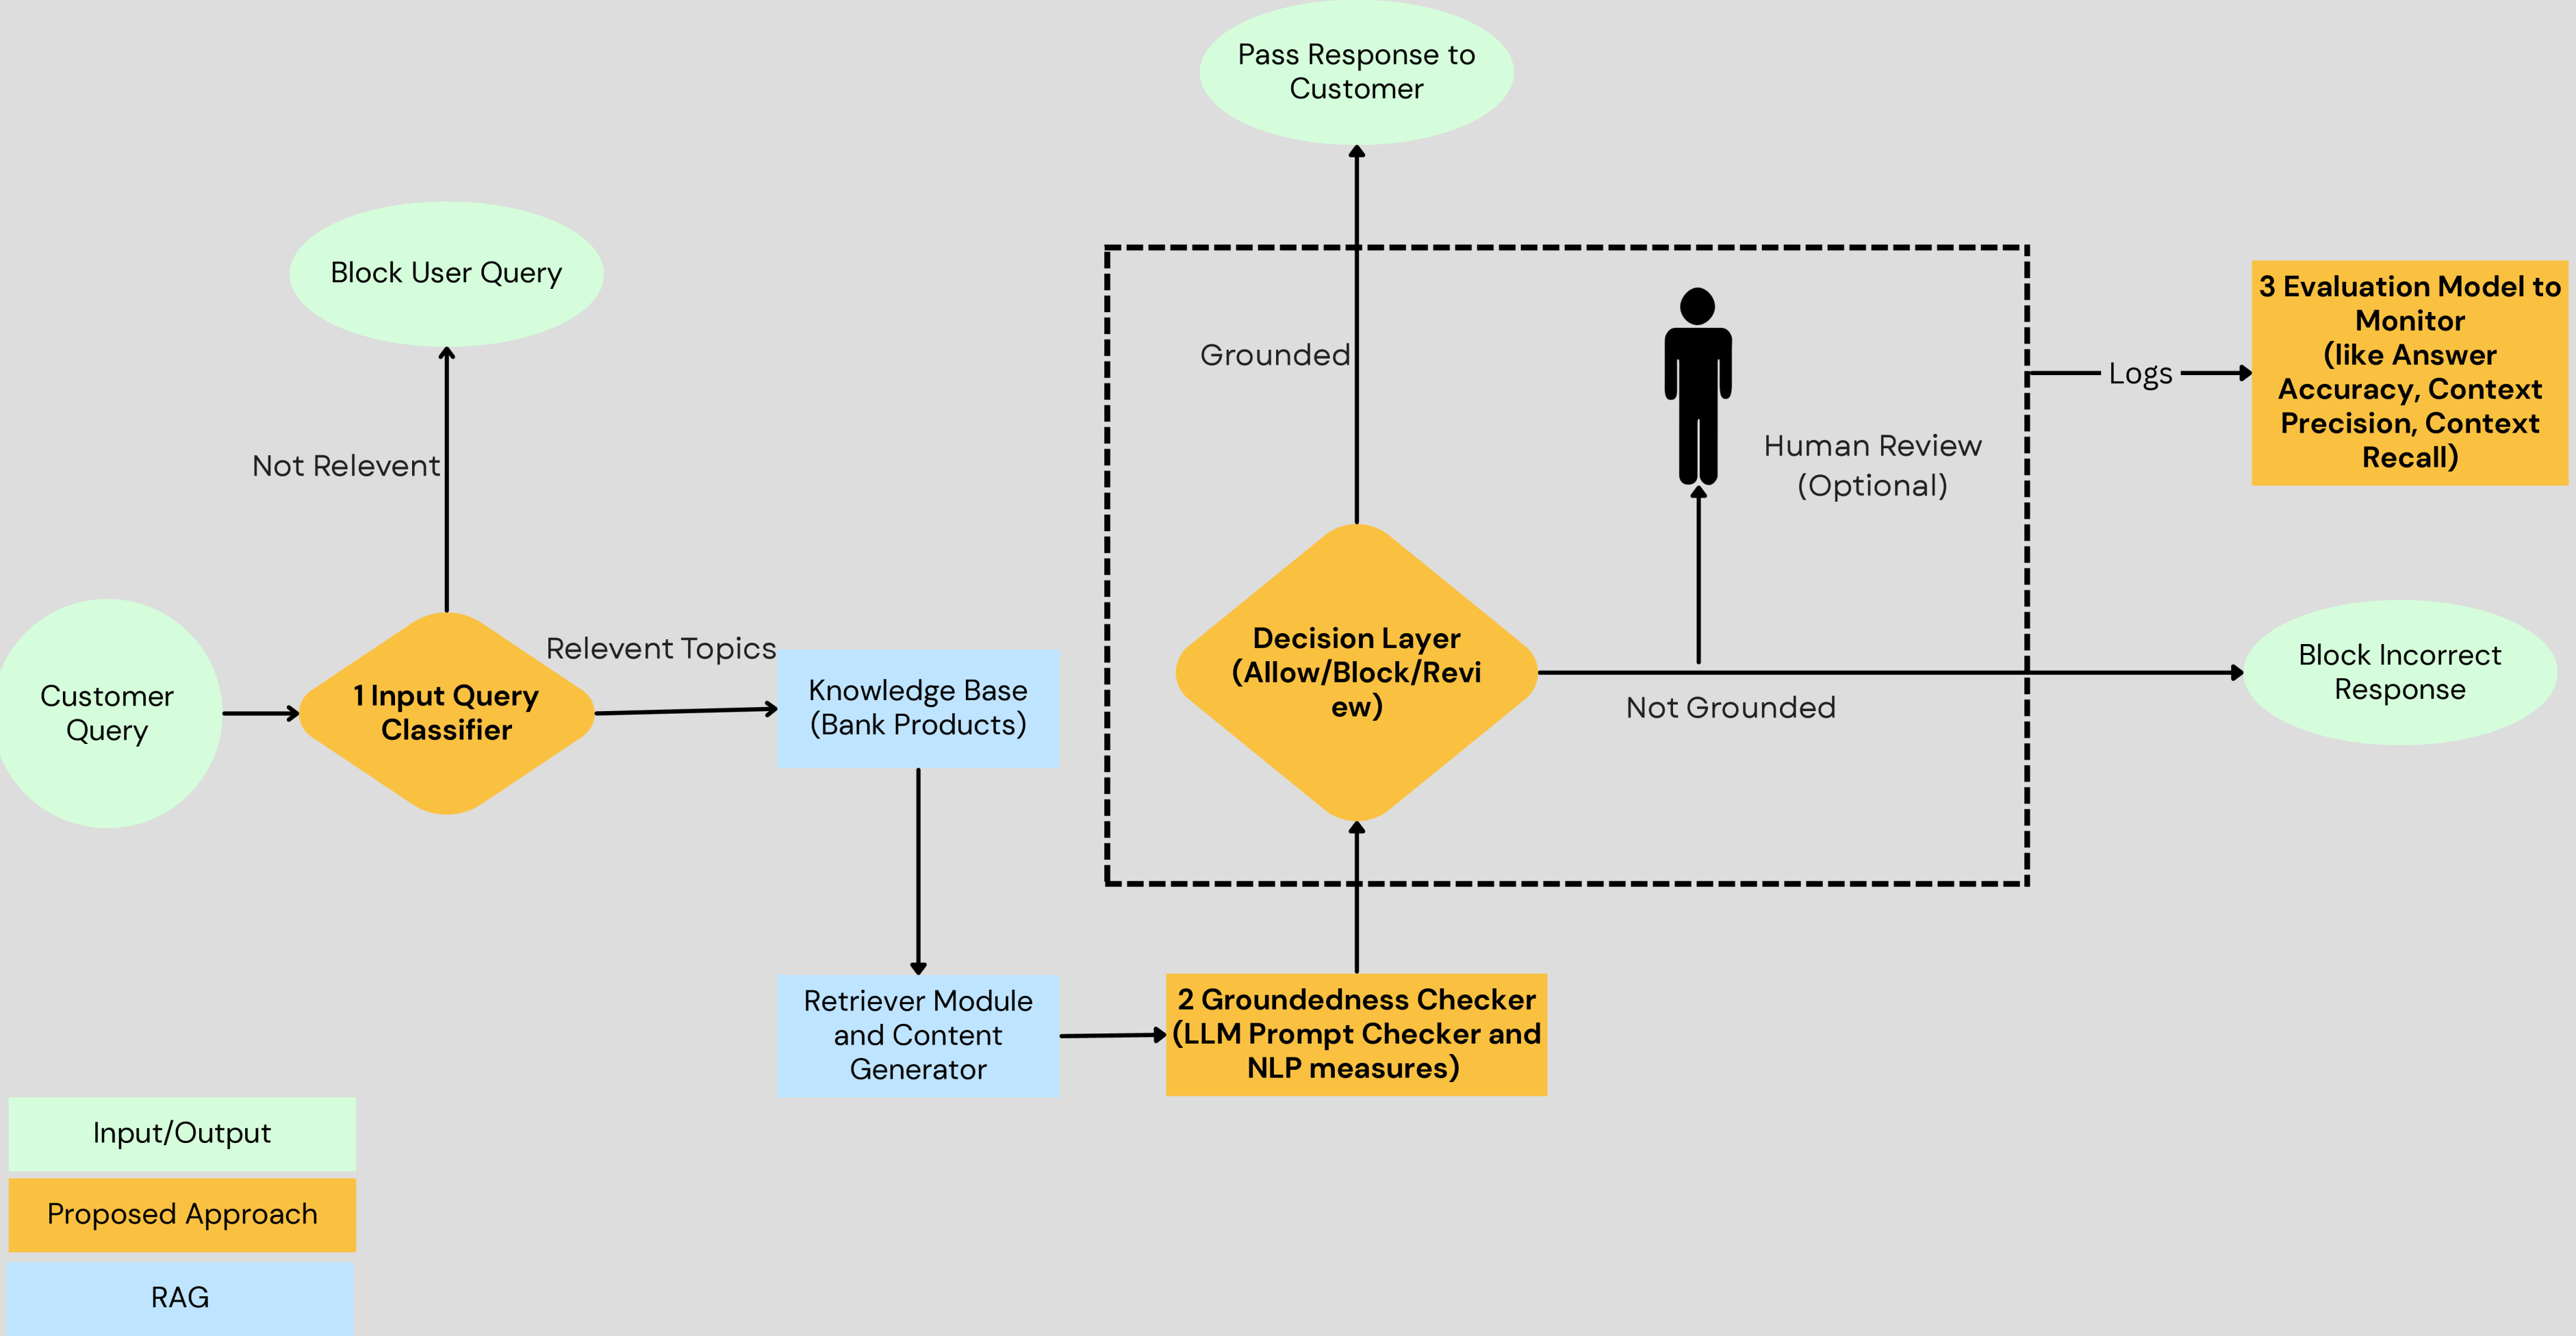 Pass Response to
Customer
Block User Query
Not Relevent
Customer
Query
1 Input Query
Classifier
Relevent Topics
Knowledge Base
(Bank Products)
Retriever Module
and Content
Generator
2 Groundedness Checker
(LLM Prompt Checker and
NLP measures)
Decision Layer
(Allow/Block/Revi
ew)
Grounded
Human Review
(Optional)
Not Grounded
Logs
3 Evaluation Model to
Monitor
(like Answer
Accuracy, Context
Precision, Context
Recall)
Block Incorrect
Response
Input/Output
Proposed Approach
RAG